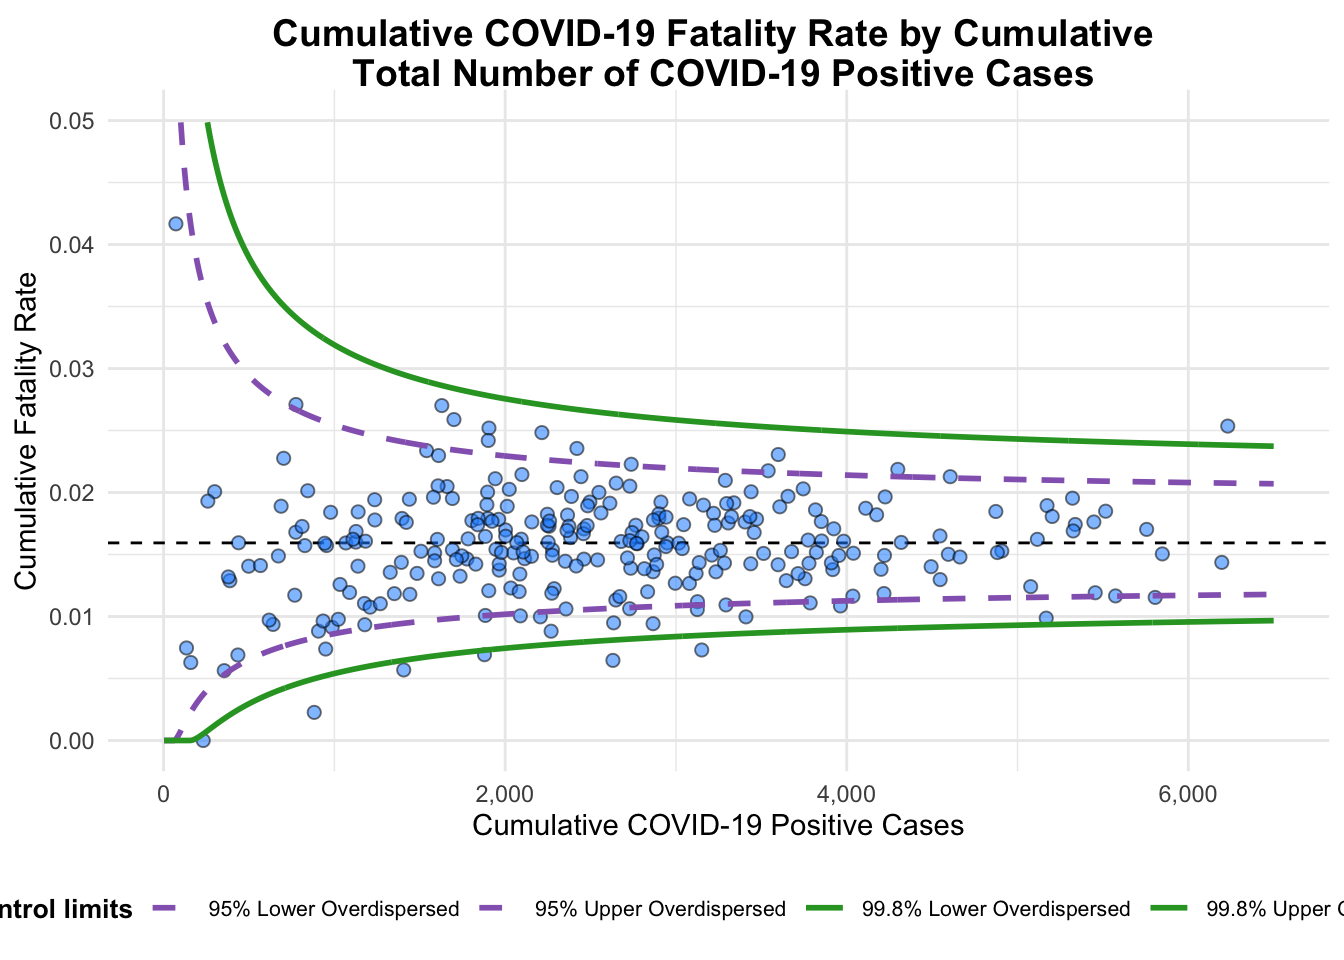 Cumulative COVID-19 Fatality Rate by Cumulative
Total Number of COVID-19 Positive Cases
Cumulative Fatality Rate
0.05
0.04
0.03
0.02
0.01
0.00
0 2,000 4,000 6,000
Cumulative COVID-19 Positive Cases
ntrol limits 95% Lower Overdispersed 95% Upper Overdispersed 99.8% Lower Overdispersed 99.8% Upper